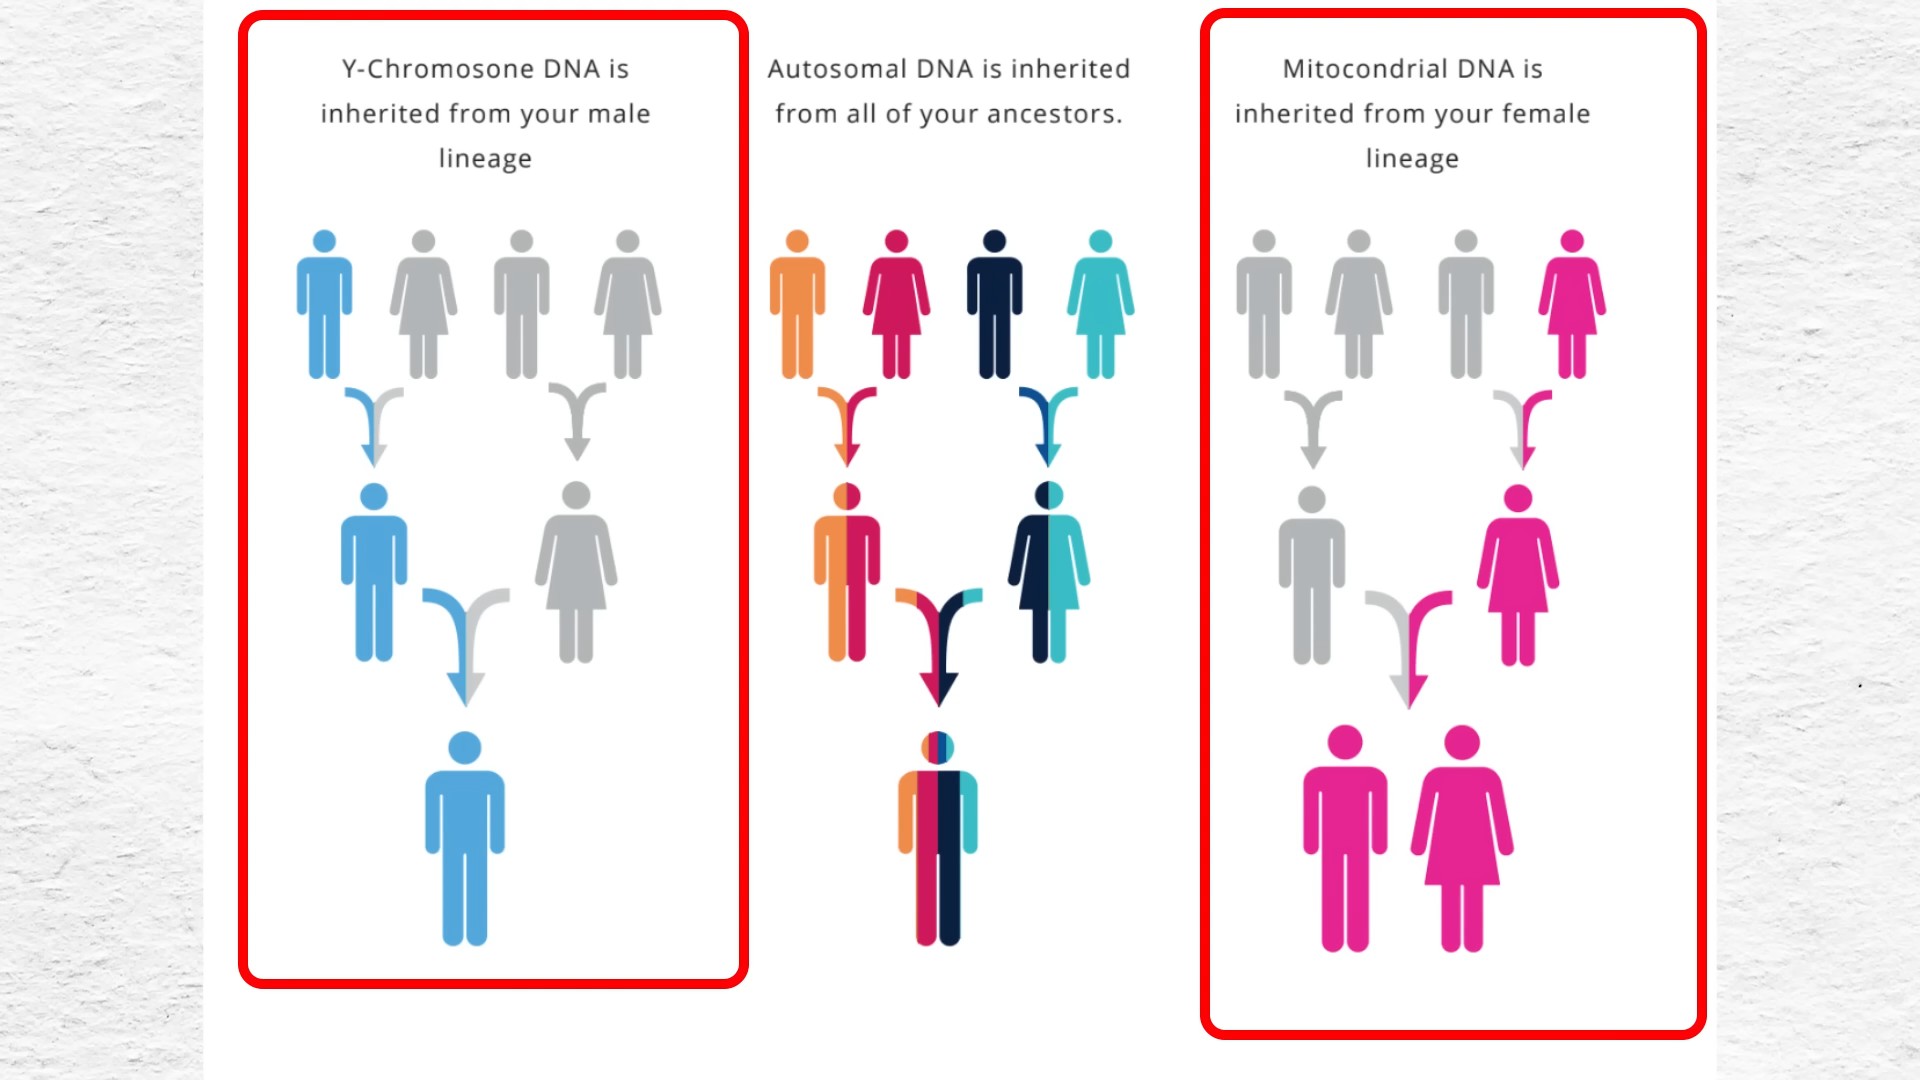 Y-Chromosone DNA is
inherited from your male
lineage
Autosomal DNA is inherited
from all of your ancestors.
Mitocondrial DNA is
inherited from your female
lineage